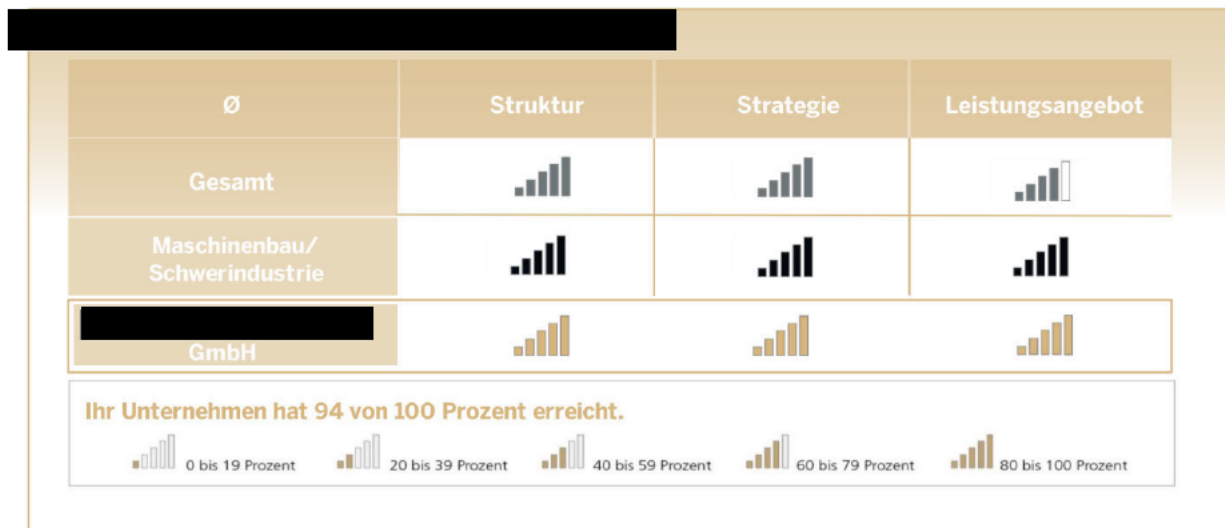 Ø Struktur Strategie Leistungsangebot
Gesamt
Maschinenbau/
Schwerindustrie
GmbH
Ihr Unternehmen hat 94 von 100 Prozent erreicht.
0 bis 19 Prozent 20 bis 39 Prozent 40 bis 59 Prozent 60 bis 79 Prozent 80 bis 100 Prozent